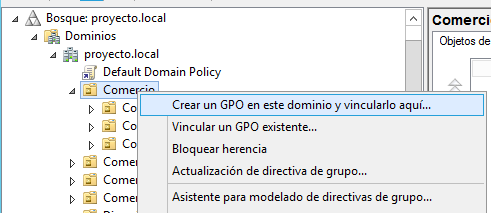 Bosque: proyecto.local
Dominios
proyecto.local
Default Domain Policy
Comercio
Crear un GPO en este dominio y vincularlo aquí...
Vincular un GPO existente...
Bloquear herencia
Actualización de directiva de grupo...
Asistente para modelado de directivas de grupo...
Co
Co
Co
Comer
Comer
Comercio
Objetos de